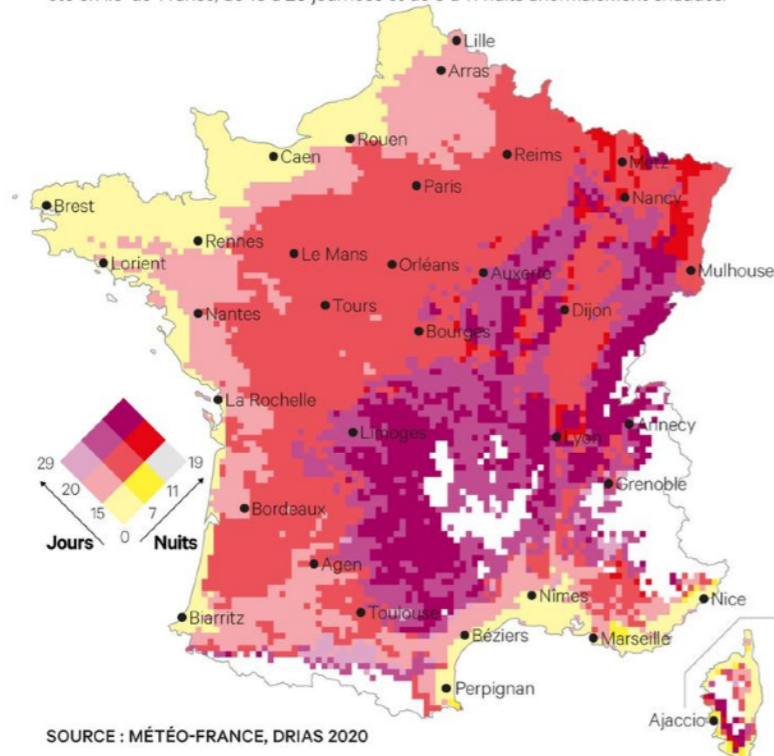 Lille
Arras
Rouen
Reims
Metz
Caen
Paris
Nancy
Brest
Rennes
Le Mans
Orléans
Auxerre
Mulhouse
Lorient
Nantes
Tours
Dijon
Bourges
La Rochelle
Limoges
Lyon
Annecy
29
19
20
11
Grenoble
15
7
Bordeaux
0
Jours
Nuits
Agen
Nîmes
Nice
Biarritz
Toulouse
Béziers
Marseille
Perpignan
Ajaccio
SOURCE : MÉTÉO-FRANCE, DRIAS 2020